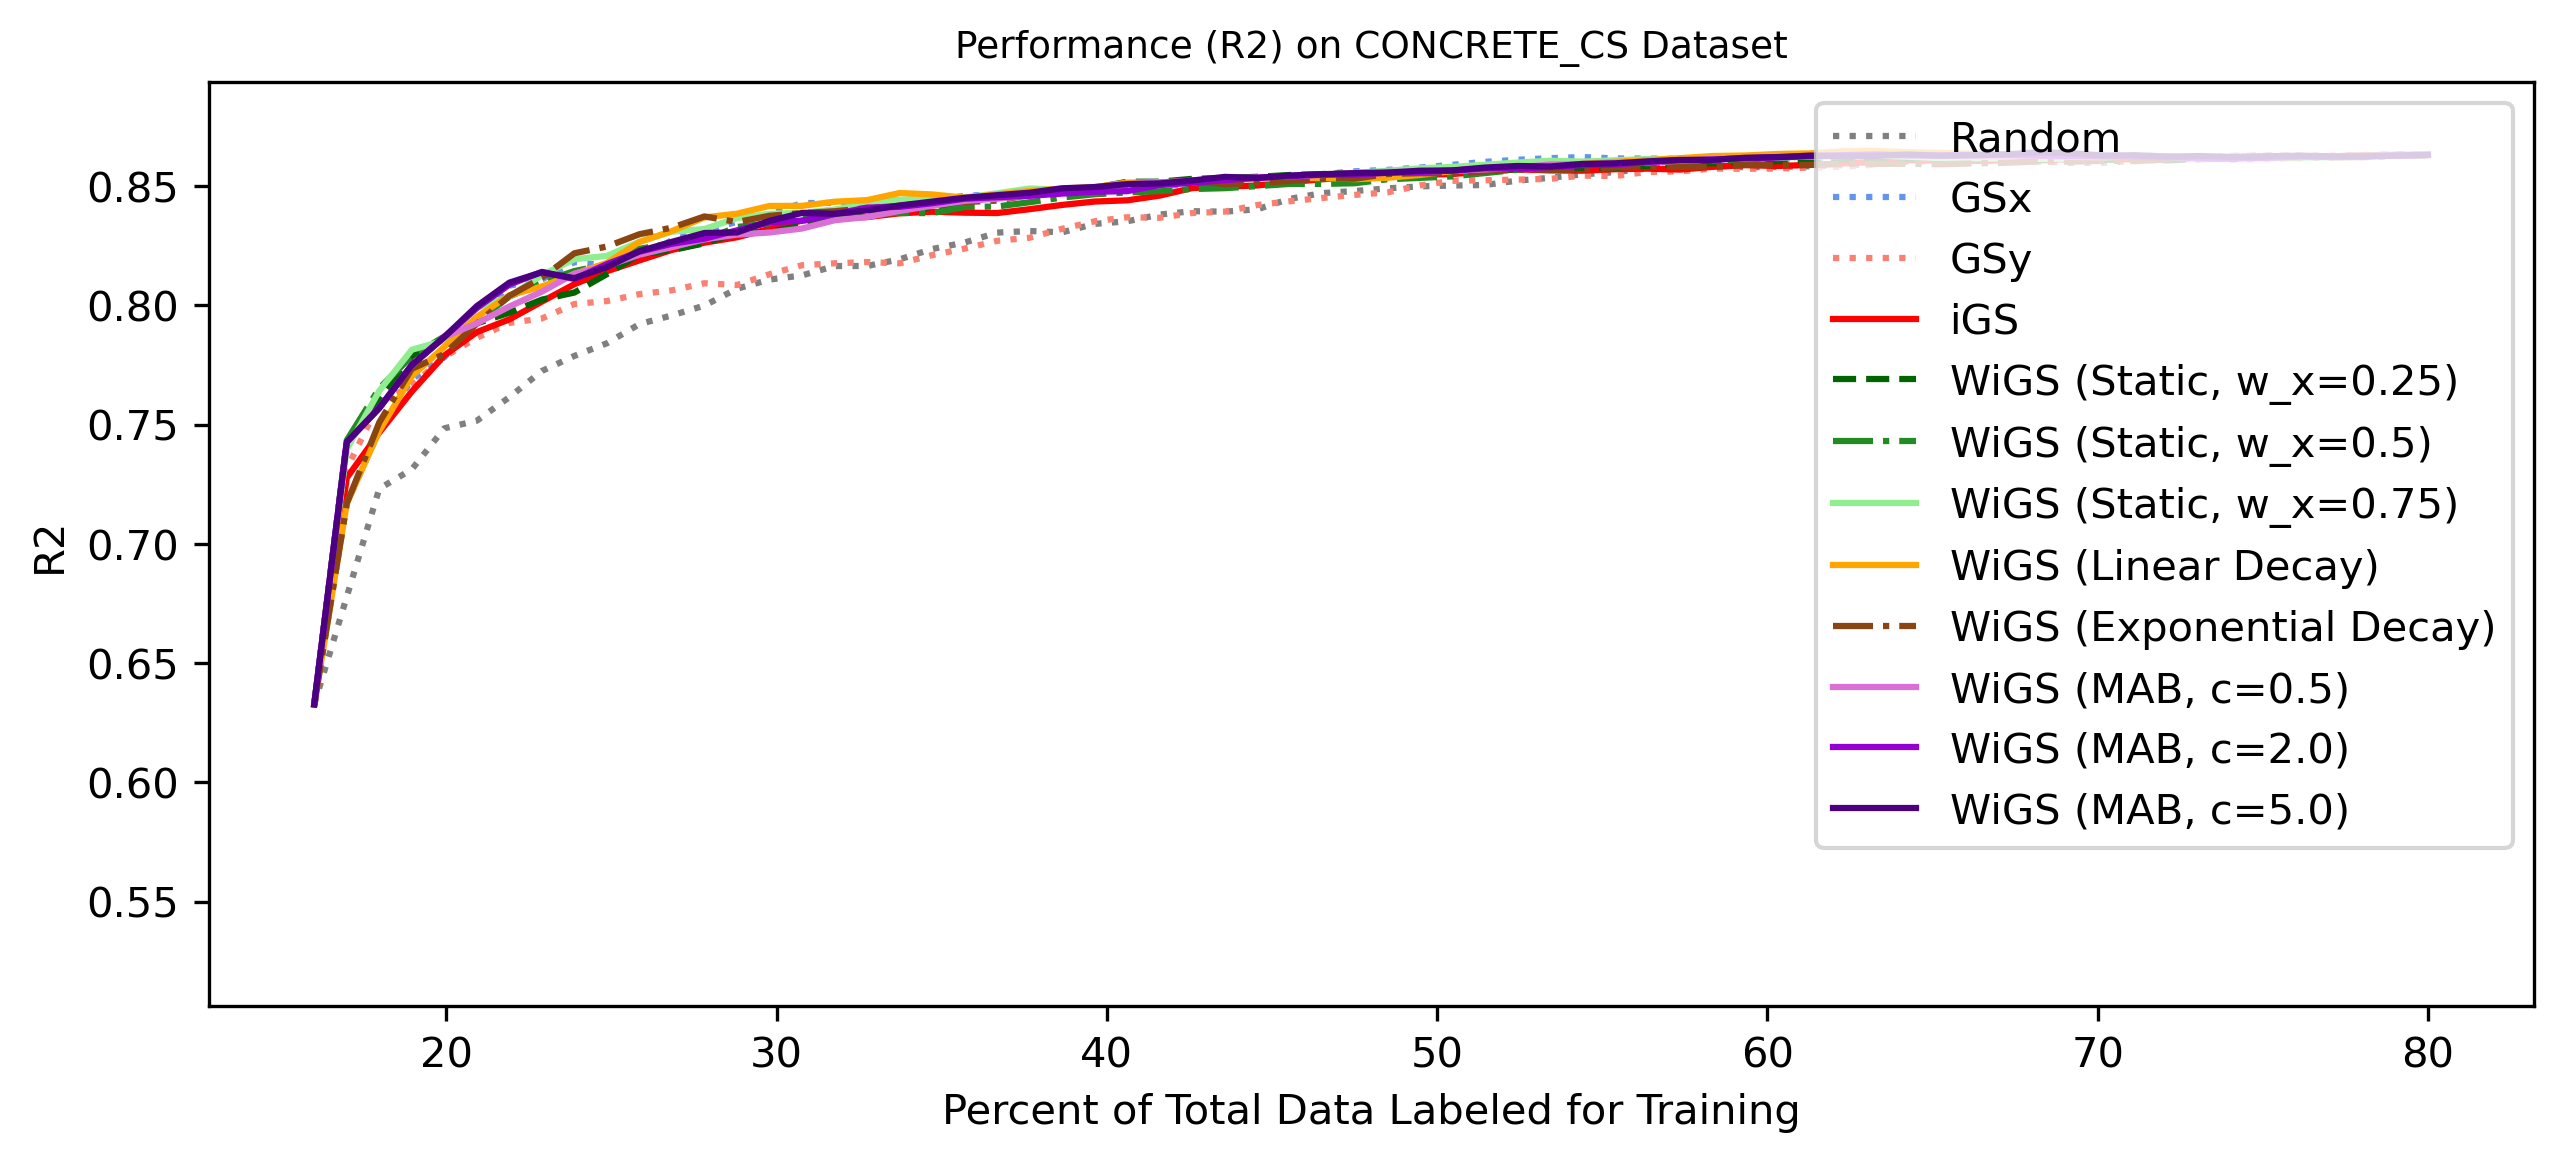 Performance (R2) on CONCRETE_CS Dataset
R2
0.85
0.80
0.75
0.70
0.65
0.60
0.55
20 30 40 50 60 70 80
Percent of Total Data Labeled for Training
Random
GSx
GSy
iGS
WiGS (Static, w_x=0.25)
WiGS (Static, w_x=0.5)
WiGS (Static, w_x=0.75)
WiGS (Linear Decay)
WiGS (Exponential Decay)
WiGS (MAB, c=0.5)
WiGS (MAB, c=2.0)
WiGS (MAB, c=5.0)